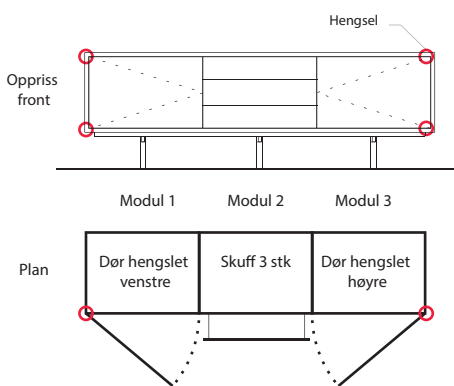 Hengsel
Oppriss
front
Modul 1
Modul 2
Modul 3
Plan
Dør hengslet
venstre
Skuff 3 stk
Dør hengslet
høyre